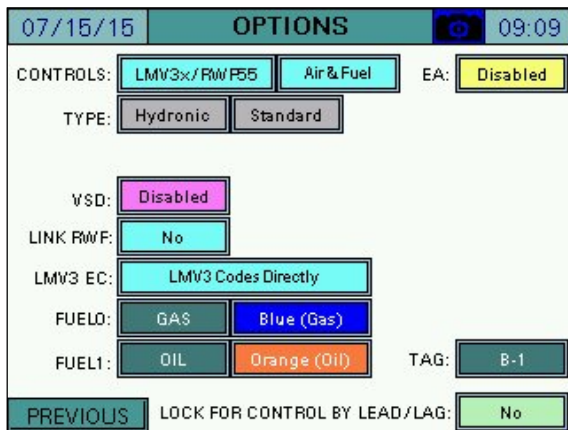 07/15/15 OPTIONS 09:09
CONTROLS: LMV3x/RWF55 Air & Fuel EA: Disabled
TYPE: Hydronic Standard
VSD: Disabled
LINK RWF: No
LMV3 EC: LMV3 Codes Directly
FUEL0: GAS Blue (Gas)
FUEL1: OIL Orange (Oil) TAG: B-1
PREVIOUS LOCK FOR CONTROL BY LEAD/LAG: No